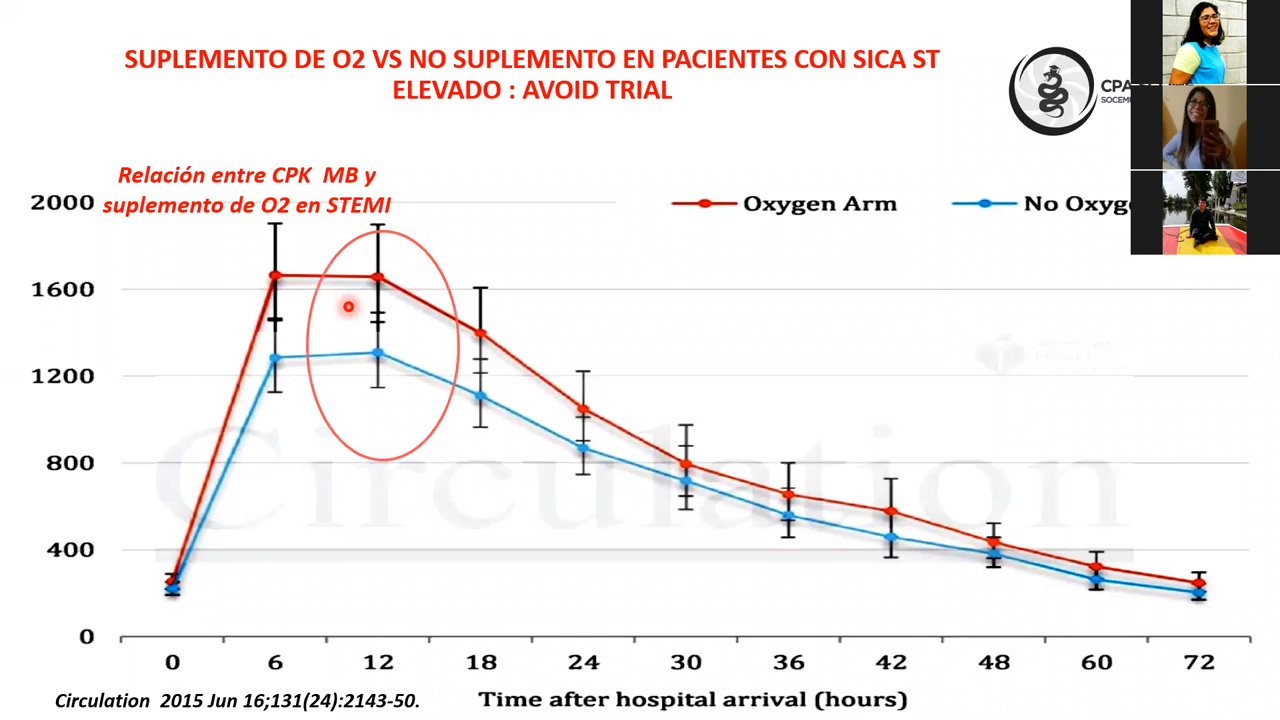 SUPLEMENTO DE O2 VS NO SUPLEMENTO EN PACIENTES CON SICA ST
ELEVADO : AVOID TRIAL
Relación entre CPK MB y
suplemento de O2 en STEMI
Oxygen Arm
No
2000
1600
1200
800
400
0
Circulation
0 6 12 18 24 30 36 42 48 60 72
Time after hospital arrival (hours)
Circulation 2015 Jun 16;131(24):2143-50.